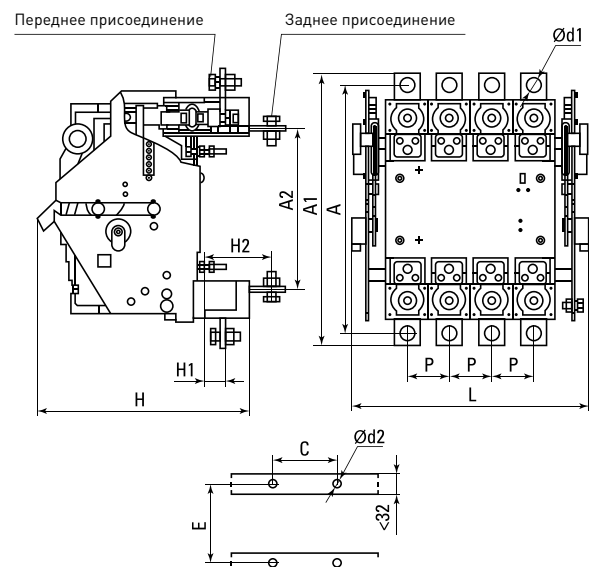 Переднее присоединение
Заднее присоединение
Ød1
A2
A1
A
H2
H1
H
P
P
P
L
C
Ød2
E
<32